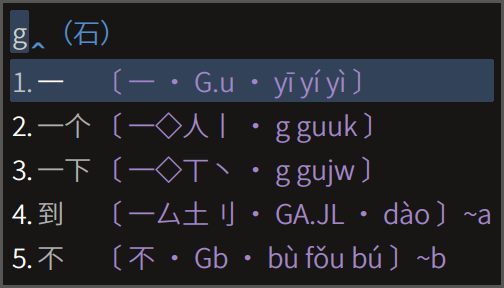 g‸（石）
1. 一 〔 一 · G.u · yī yí yì 〕
2. 一个 〔 一◇人丨 · g guuk 〕
3. 一下 〔 一◇丅丶 · g gujw 〕
4. 到 〔 一厶土刂 · GA.JL · dào 〕~a
5. 不 〔 不 · Gb · bù fǒu bú 〕~b